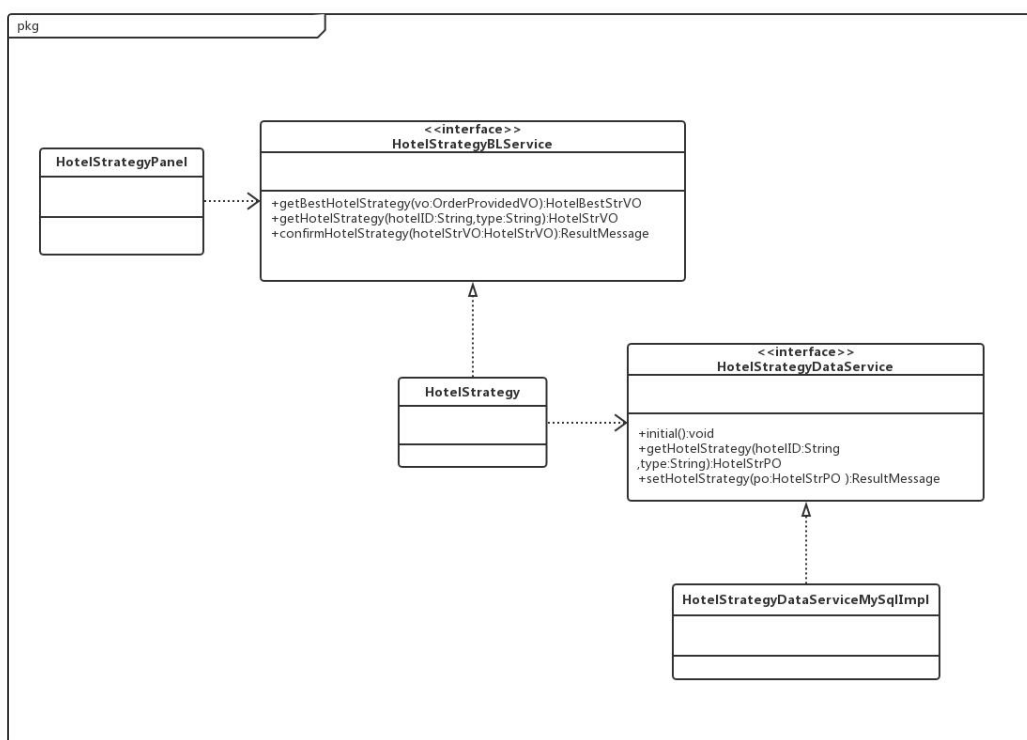 pkg
<<interface>>
HotelStrategyBLService
HotelStrategyPanel
+getBestHotelStrategy(vo:OrderProvidedVO):HotelBestStrVO
+getHotelStrategy(hotelID:String,type:String):HotelStrVO
+confirmHotelStrategy(hotelStrVO:HotelStrVO):ResultMessage
<<interface>>
HotelStrategyDataService
HotelStrategy
+initial():void
+getHotelStrategy(hotelID:String
,type:String):HotelStrPO
+setHotelStrategy(po:HotelStrPO ):ResultMessage
HotelStrategyDataServiceMySqlImpl